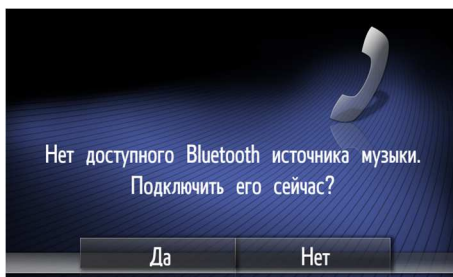 Нет доступного Bluetooth источника музыки.
Подключить его сейчас?
Да
Нет